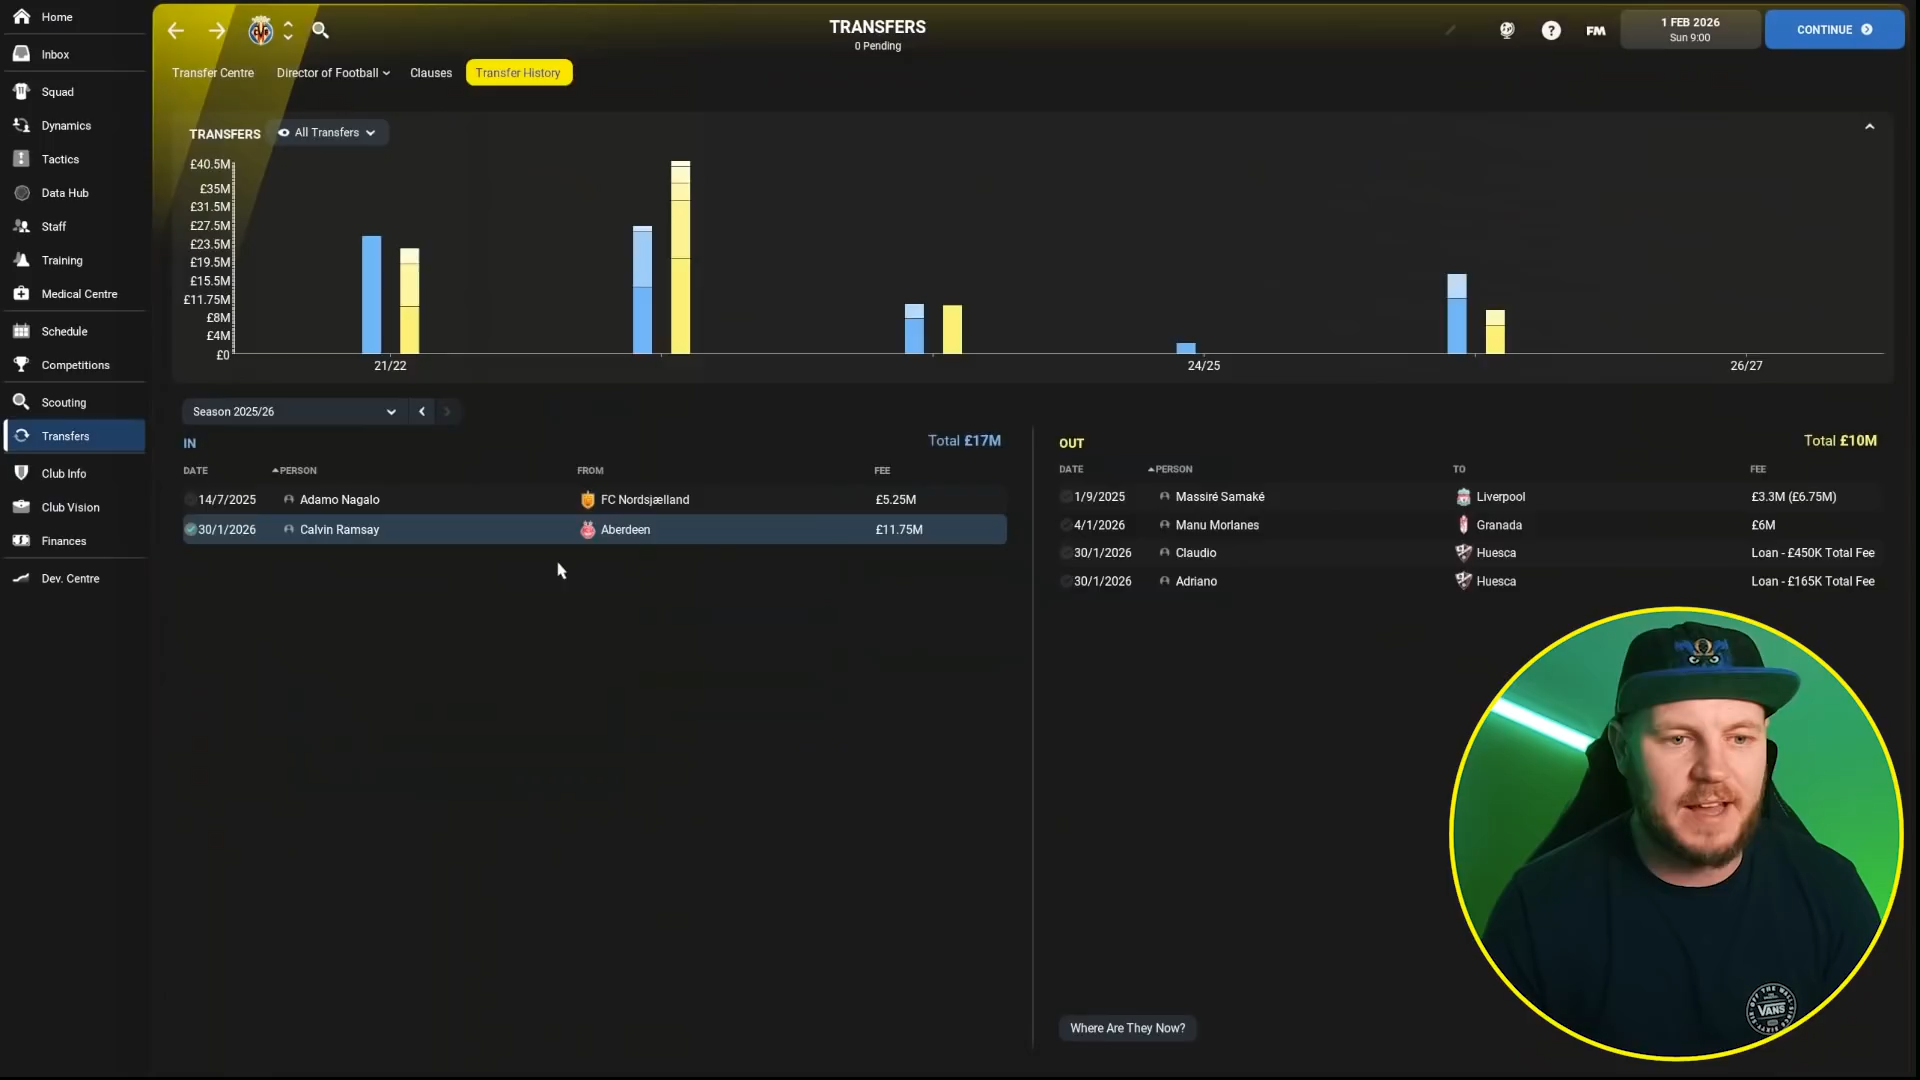 Home
Inbox
Squad
Dynamics
Tactics
Data Hub
Staff
Training
Medical Centre
Schedule
Competitions
Scouting
Transfers
Club Info
Club Vision
Finances
Dev. Centre
TRANSFERS
0 Pending
FM
1 FEB 2026
Sun 9:00
CONTINUE
Transfer Centre
Director of Football
Clauses
Transfer History
TRANSFERS
All Transfers
£40.5M
£35M
£31.5M
£27.5M
£23.5M
£19.5M
£15.5M
£11.75M
£8M
£4M
£0
21/22
24/25
26/27
Season 2025/26
IN
Total £17M
DATE PERSON FROM FEE
14/7/2025 Adamo Nagalo FC Nordsjælland £5.25M
30/1/2026 Calvin Ramsay Aberdeen £11.75M
OUT
Total £10M
DATE PERSON TO FEE
1/9/2025 Massiré Samaké Liverpool £3.3M (£6.75M)
4/1/2026 Manu Morlanes Granada £6M
30/1/2026 Claudio Huesca Loan - £450K Total Fee
30/1/2026 Adriano Huesca Loan - £165K Total Fee
Where Are They Now?
OFF THE WALL
VANS